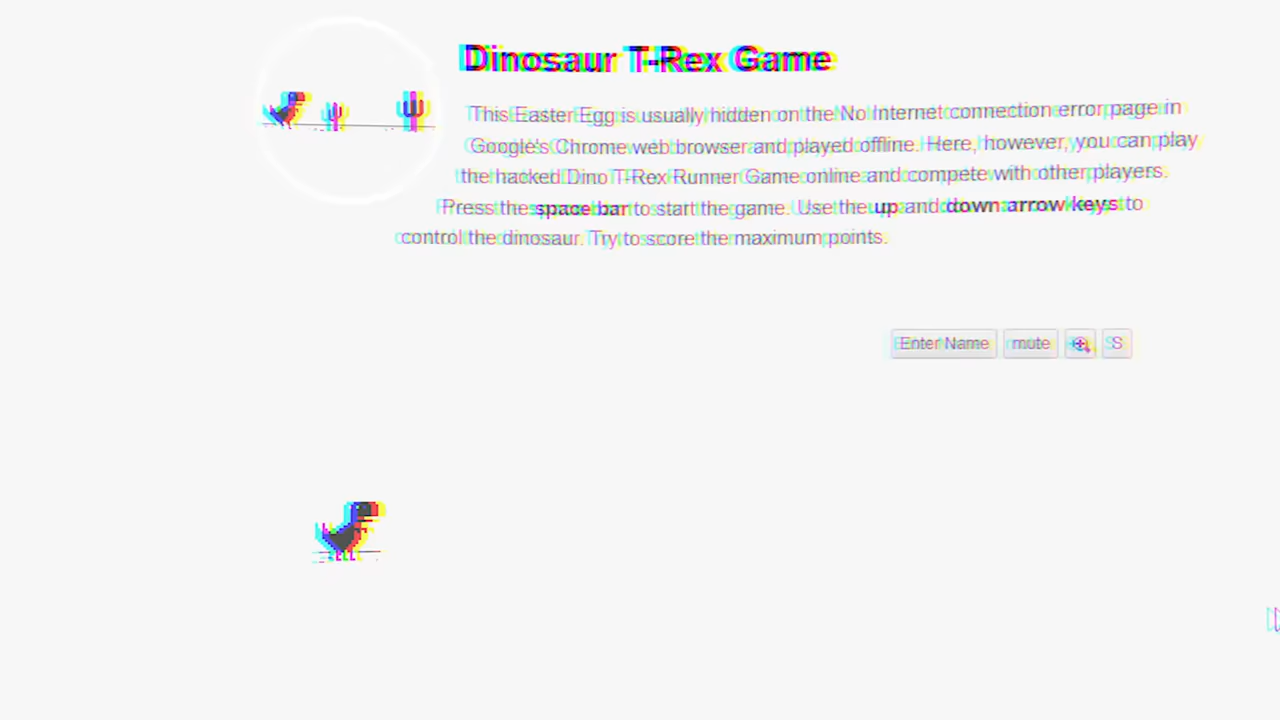 Dinosaur T-Rex Game
This Easter Egg is usually hidden on the No Internet connection error page in
Google's Chrome web browser and played offline. Here, however, you can play
the hacked Dino T-Rex Runner Game online and compete with other players.
Press the space bar to start the game. Use the up and down arrow keys to
control the dinosaur. Try to score the maximum points.
Enter Name mute S